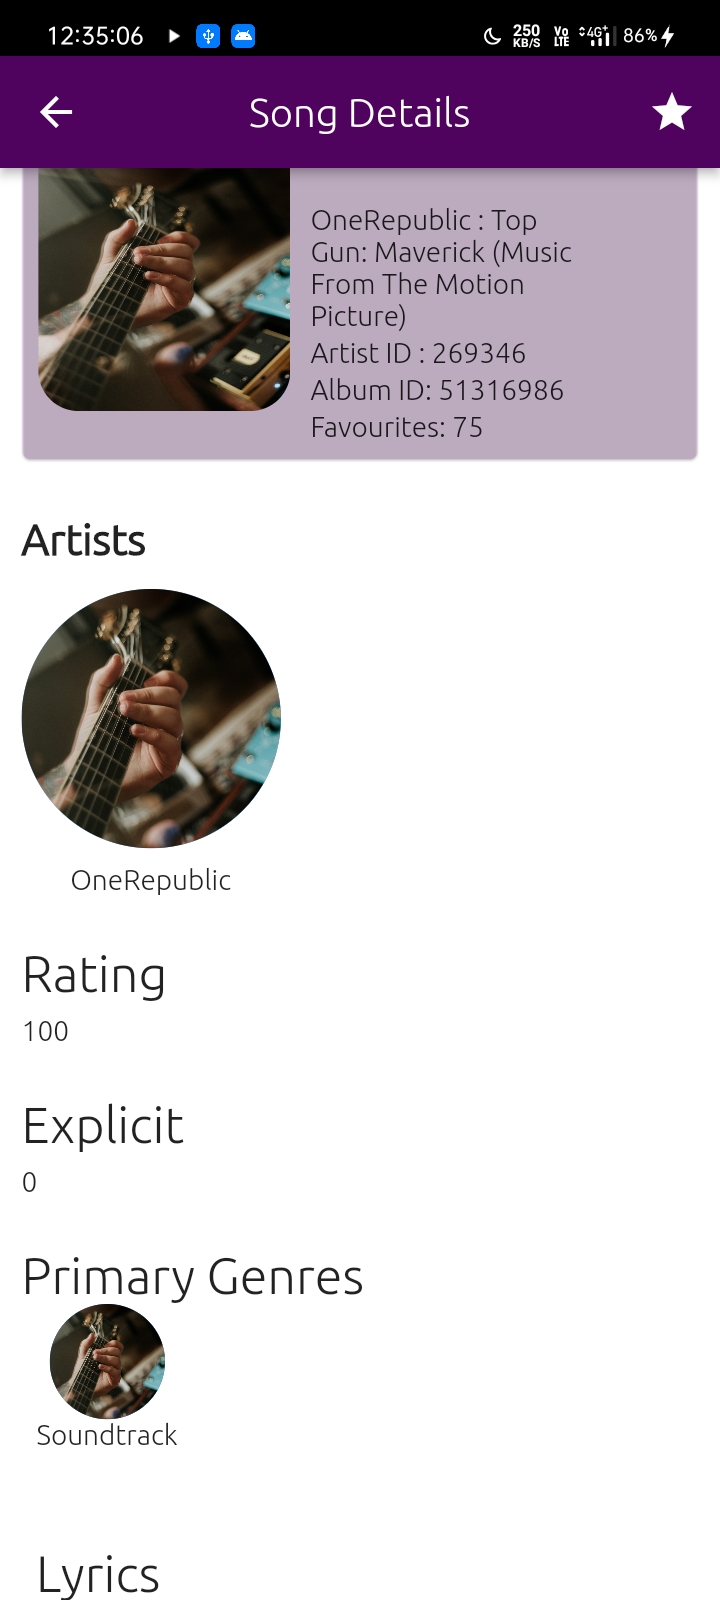 12:35:06
250 KB/S Vo LTE 4G+ 86%
Song Details
OneRepublic : Top
Gun: Maverick (Music
From The Motion
Picture)
Artist ID : 269346
Album ID: 51316986
Favourites: 75
Artists
OneRepublic
Rating
100
Explicit
0
Primary Genres
Soundtrack
Lyrics